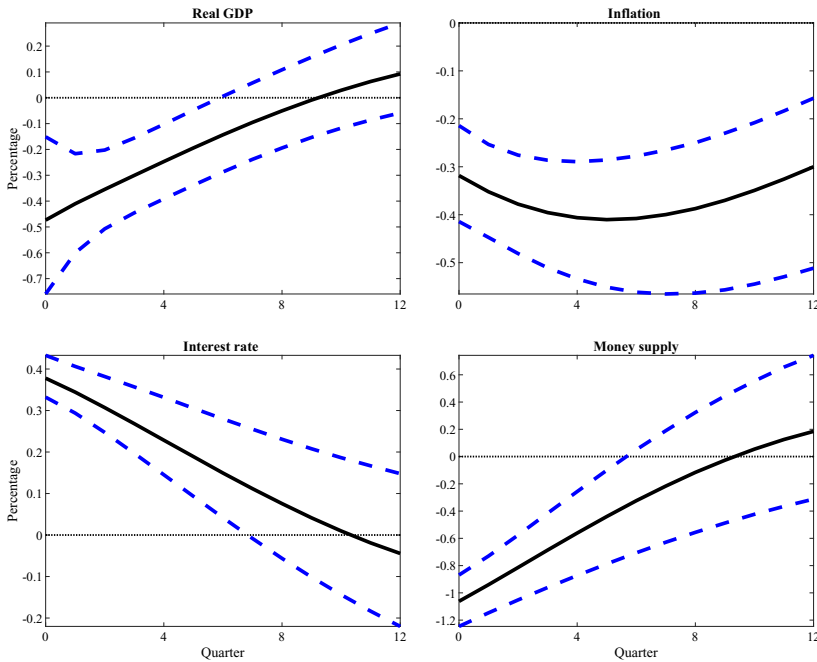 Real GDP
Percentage
0.2
0.1
0
-0.1
-0.2
-0.3
-0.4
-0.5
-0.6
-0.7
0 4 8 12
Inflation
0
-0.1
-0.2
-0.3
-0.4
-0.5
0 4 8 12
Interest rate
Percentage
0.4
0.3
0.2
0.1
0
-0.1
-0.2
0 4 8 12
Quarter
Money supply
0.6
0.4
0.2
0
-0.2
-0.4
-0.6
-0.8
-1
-1.2
0 4 8 12
Quarter